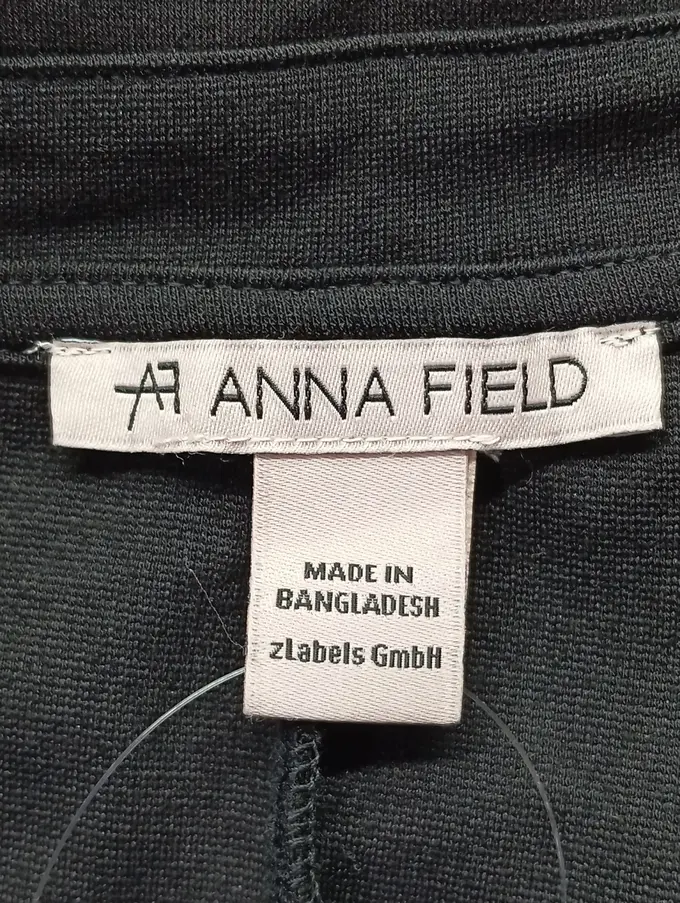 AF ANNA FIELD
MADE IN
BANGLADESH
zLabels GmbH